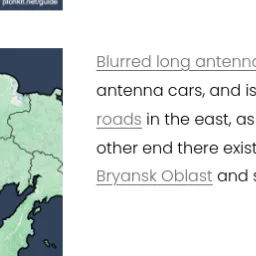 plonkit.net/guide
Blurred long antenna
antenna cars, and is
roads in the east, as
other end there exist
Bryansk Oblast and s